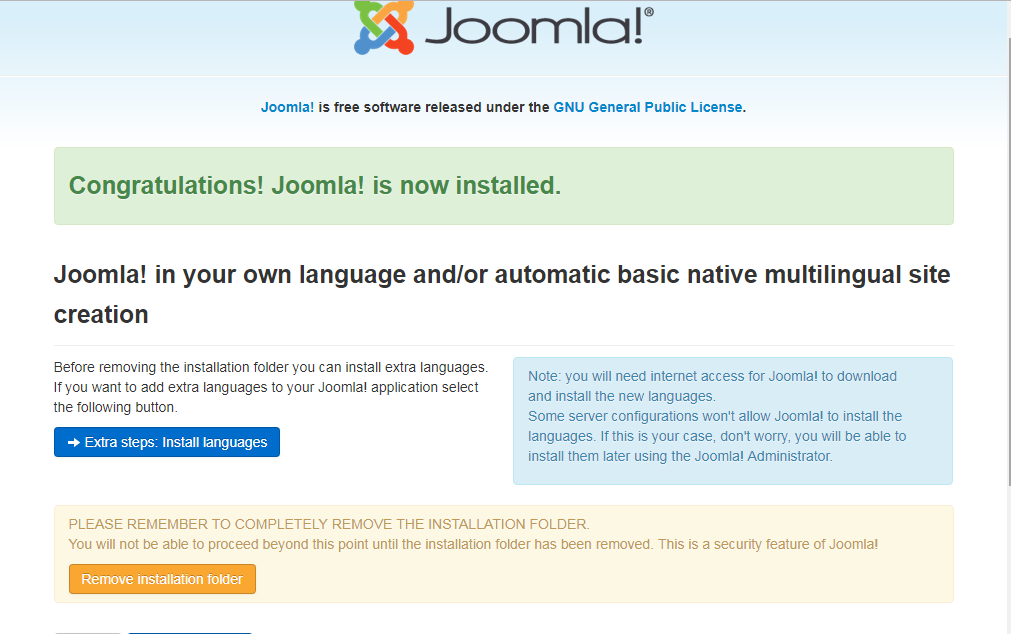 Joomla!®
Joomla! is free software released under the GNU General Public License.
Congratulations! Joomla! is now installed.
Joomla! in your own language and/or automatic basic native multilingual site
creation
Before removing the installation folder you can install extra languages.
If you want to add extra languages to your Joomla! application select
the following button.
Extra steps: Install languages
Note: you will need internet access for Joomla! to download
and install the new languages.
Some server configurations won't allow Joomla! to install the
languages. If this is your case, don't worry, you will be able to
install them later using the Joomla! Administrator.
PLEASE REMEMBER TO COMPLETELY REMOVE THE INSTALLATION FOLDER.
You will not be able to proceed beyond this point until the installation folder has been removed. This is a security feature of Joomla!
Remove installation folder